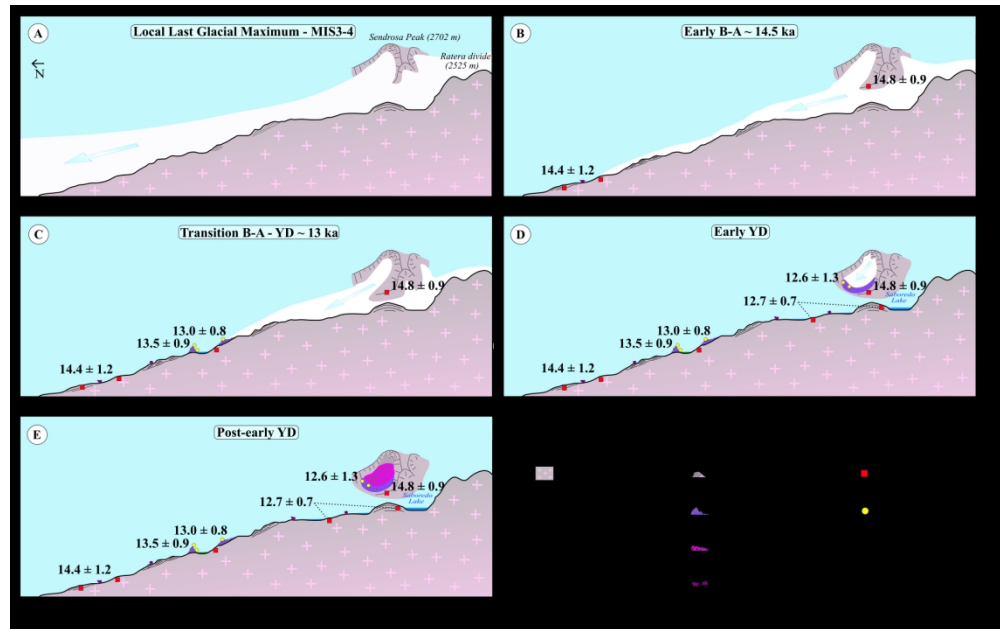 A
Local Last Glacial Maximum - MIS3-4
Sendrosa Peak (2702 m)
Ratera divide
(2525 m)
N
B
Early B-A ~ 14.5 ka
14.8 ± 0.9
14.4 ± 1.2
C
Transition B-A - YD ~ 13 ka
14.8 ± 0.9
13.0 ± 0.8
13.5 ± 0.9
14.4 ± 1.2
D
Early YD
12.6 ± 1.3
14.8 ± 0.9
Saboredo
Lake
12.7 ± 0.7
13.0 ± 0.8
13.5 ± 0.9
14.4 ± 1.2
E
Post-early YD
12.6 ± 1.3
14.8 ± 0.9
Saboredo
Lake
12.7 ± 0.7
13.0 ± 0.8
13.5 ± 0.9
14.4 ± 1.2